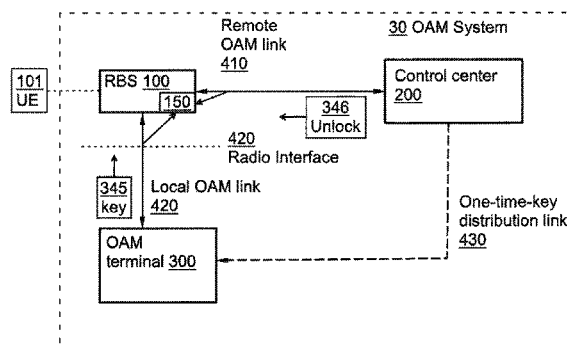 Remote
OAM link
410
30 OAM System
101
UE
RBS 100
150
Control center
200
346
Unlock
420
Radio Interface
345
key
Local OAM link
420
One-time-key
distribution link
430
OAM
terminal 300